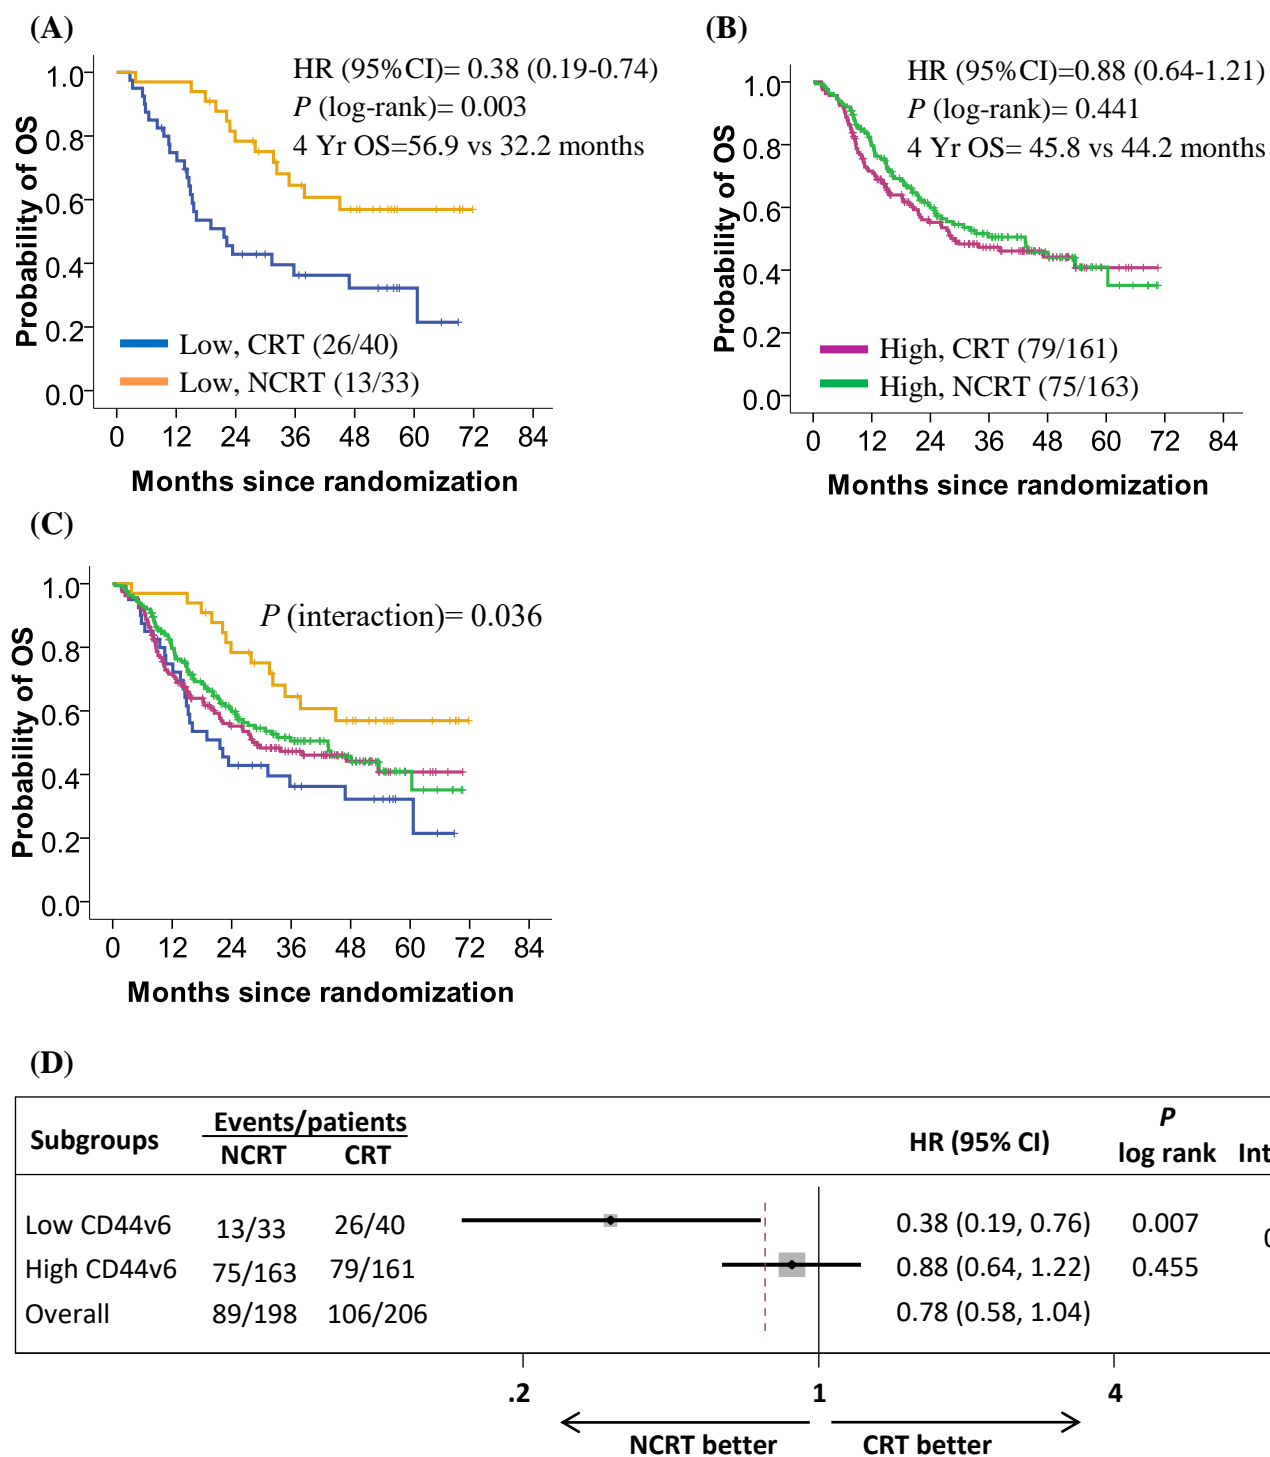 (A)
HR (95%CI)= 0.38 (0.19-0.74)
P (log-rank)= 0.003
4 Yr OS=56.9 vs 32.2 months
Probability of OS
1.0
0.8
0.6
0.4
0.2
0.0
Low, CRT (26/40)
Low, NCRT (13/33)
0 12 24 36 48 60 72 84
Months since randomization
(B)
HR (95%CI)=0.88 (0.64-1.21)
P (log-rank)= 0.441
4 Yr OS= 45.8 vs 44.2 months
Probability of OS
1.0
0.8
0.6
0.4
0.2
0.0
High, CRT (79/161)
High, NCRT (75/163)
0 12 24 36 48 60 72 84
Months since randomization
(C)
P (interaction)= 0.036
Probability of OS
1.0
0.8
0.6
0.4
0.2
0.0
0 12 24 36 48 60 72 84
Months since randomization
(D)
Subgroups Events/patients HR (95% CI) P
NCRT CRT log rank Int
Low CD44v6 13/33 26/40 0.38 (0.19, 0.76) 0.007
High CD44v6 75/163 79/161 0.88 (0.64, 1.22) 0.455
Overall 89/198 106/206 0.78 (0.58, 1.04)
.2 1 4
NCRT better CRT better